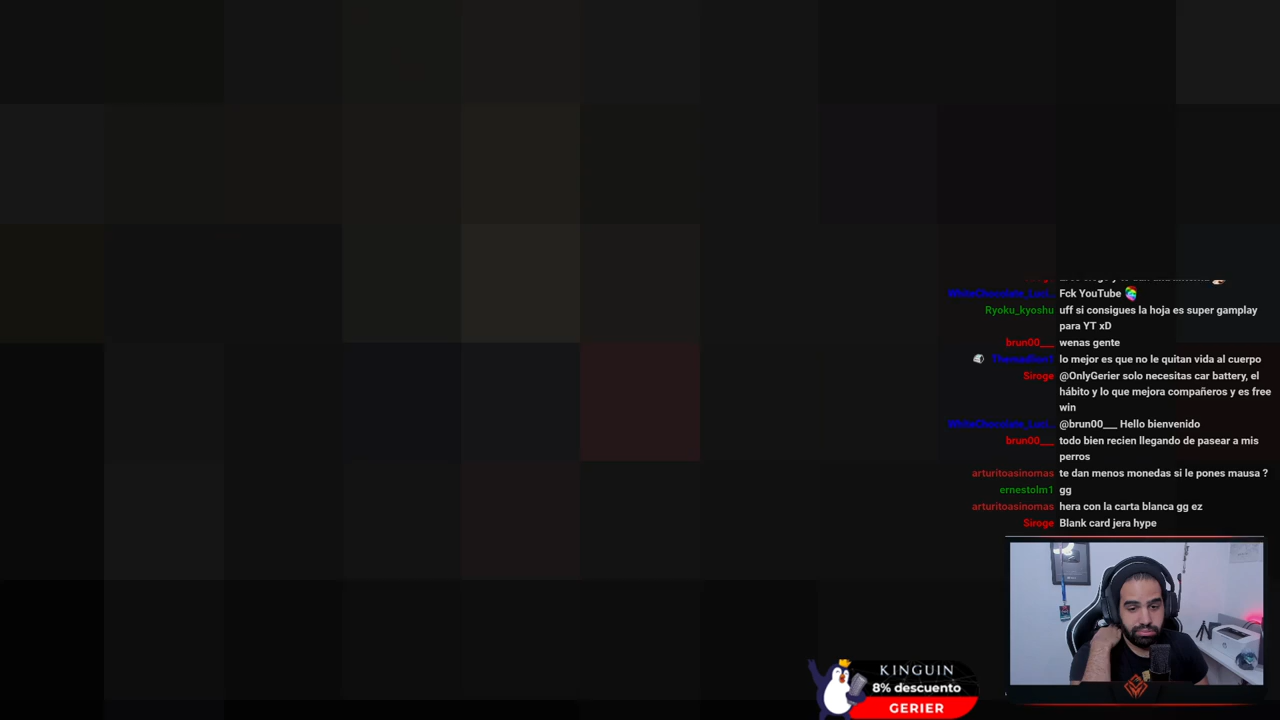 Fck YouTube
Ryoku_kyoshu uff si consigues la hoja es super gamplay
para YT xD
brun00___ wenas gente
lo mejor es que no le quitan vida al cuerpo
Siroge @OnlyGerier solo necesitas car battery, el
hábito y lo que mejora compañeros y es free
win
WhiteChocolate_Luci... @brun00___ Hello bienvenido
brun00___ todo bien recien llegando de pasear a mis
perros
arturitoasinomas te dan menos monedas si le pones mausa ?
ernestolm1 gg
arturitoasinomas hera con la carta blanca gg ez
Siroge Blank card jera hype
KINGUIN
8% descuento
GERIER